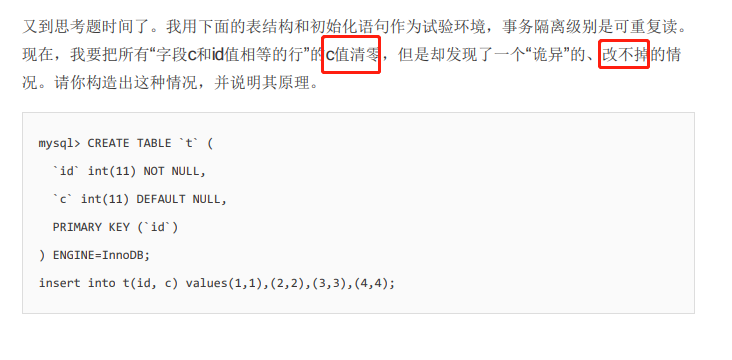 又到思考题时间了。我用下面的表结构和初始化语句作为试验环境，事务隔离级别是可重复读。
现在，我要把所有“字段c和id值相等的行”的c值清零，但是却发现了一个“诡异”的、改不掉的情
况。请你构造出这种情况，并说明其原理。
mysql> CREATE TABLE `t` (
`id` int(11) NOT NULL,
`c` int(11) DEFAULT NULL,
PRIMARY KEY (`id`)
) ENGINE=InnoDB;
insert into t(id, c) values(1,1),(2,2),(3,3),(4,4);